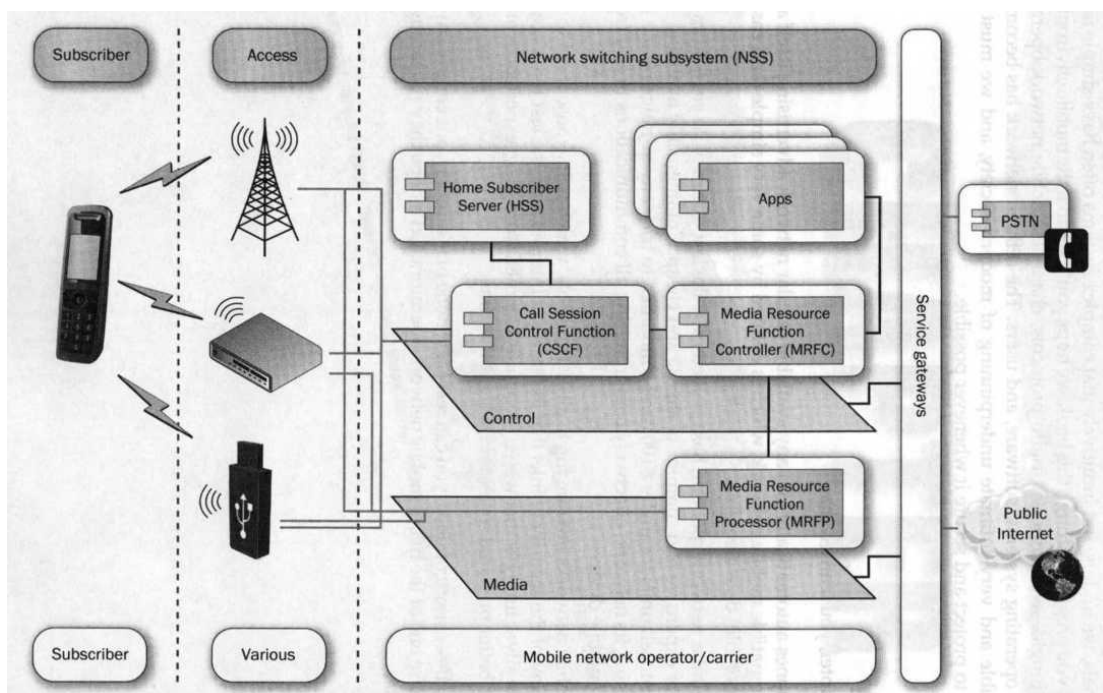 Subscriber
Access
Network switching subsystem (NSS)
Home Subscriber
Server (HSS)
Apps
PSTN
Call Session
Control Function
(CSCF)
Media Resource
Function
Controller (MRFC)
Service gateways
Control
Media Resource
Function
Processor (MRFP)
Public
Internet
Media
Subscriber
Various
Mobile network operator/carrier